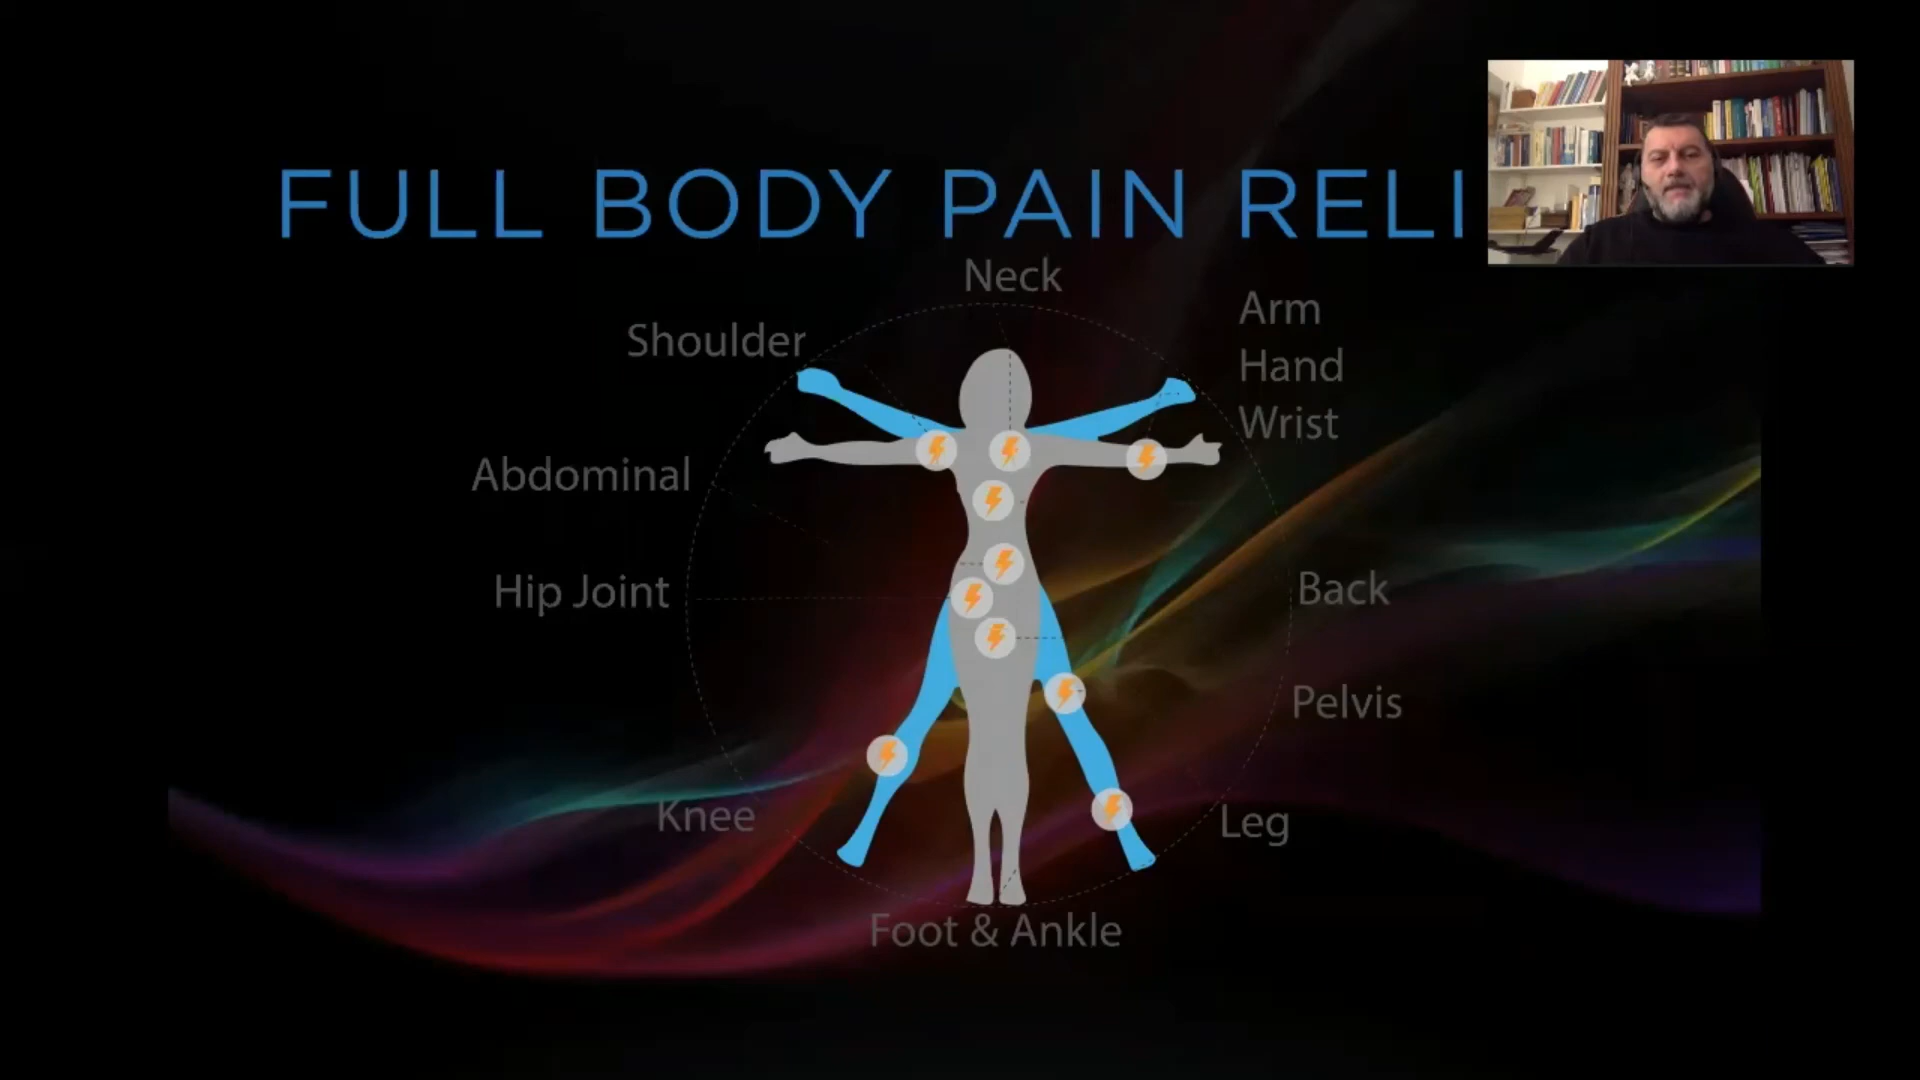 FULL BODY PAIN RELI
Neck
Shoulder
Arm
Hand
Wrist
Abdominal
Hip Joint
Back
Pelvis
Knee
Leg
Foot & Ankle